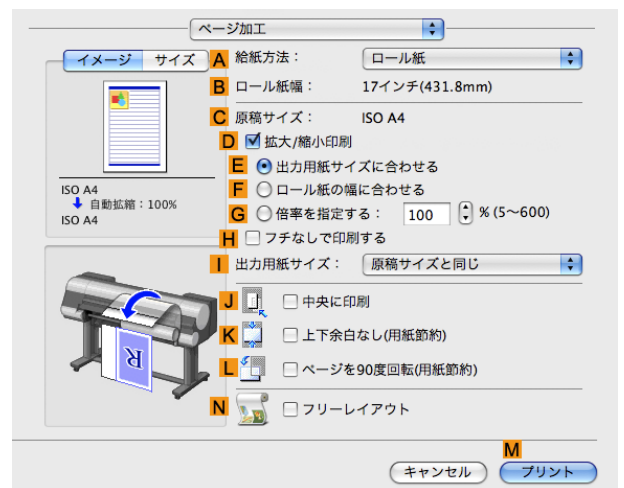 ページ加工
イメージ サイズ
A 給紙方法： ロール紙
B ロール紙幅： 17インチ(431.8mm)
C 原稿サイズ： ISO A4
D 拡大/縮小印刷
E 出力用紙サイズに合わせる
F ロール紙の幅に合わせる
G 倍率を指定する： 100 % (5～600)
H フチなしで印刷する
ISO A4
自動拡縮：100%
ISO A4
I 出力用紙サイズ： 原稿サイズと同じ
J 中央に印刷
K 上下余白なし(用紙節約)
L ページを90度回転(用紙節約)
N フリーレイアウト
R
M
キャンセル プリント